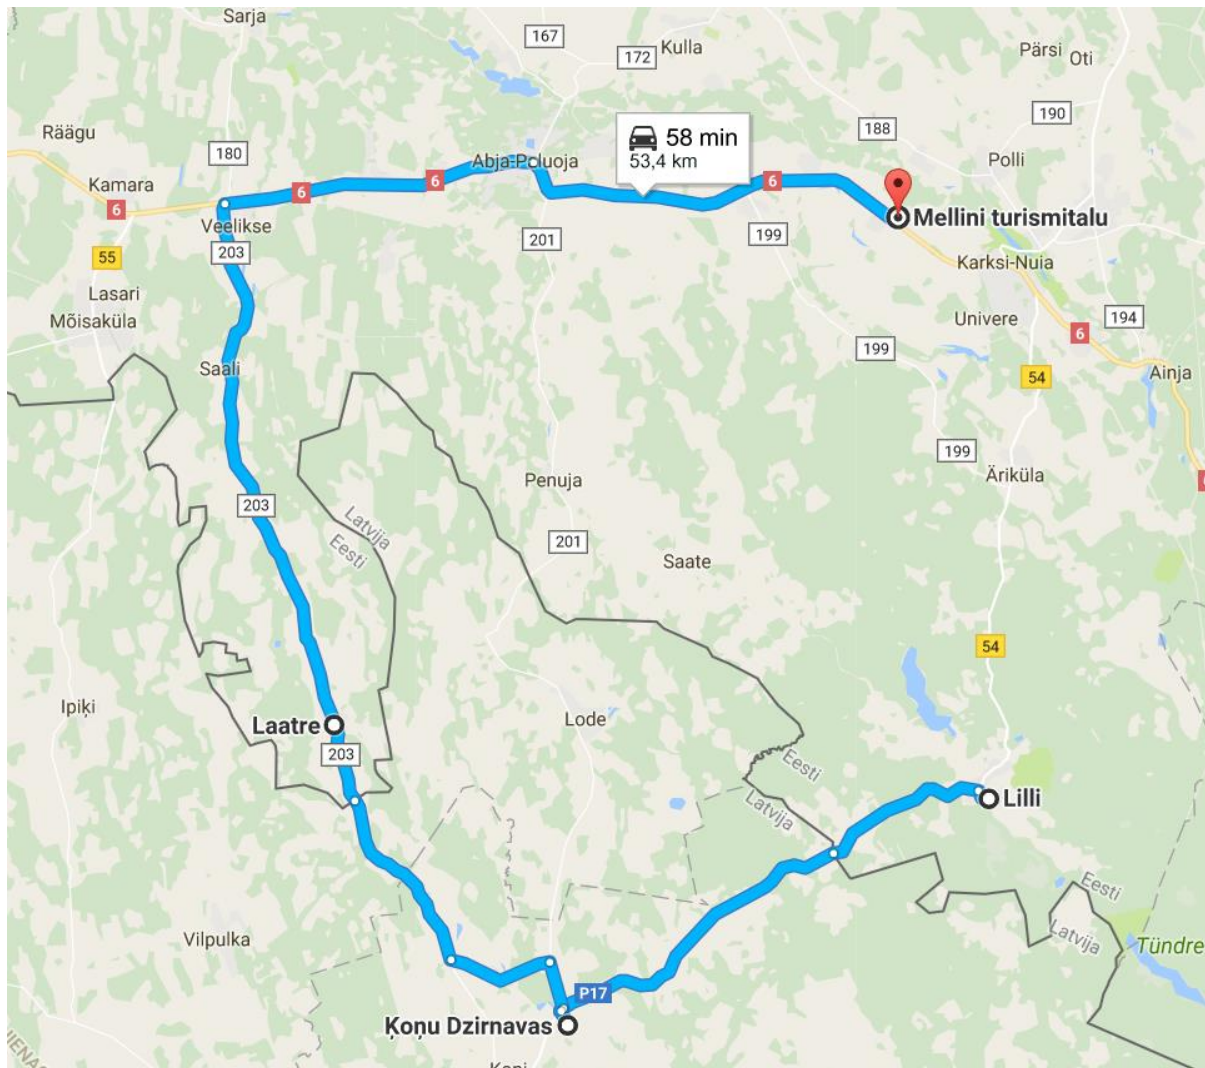 Sarja
167
Kulla
172
Pärsi
Oti
190
188
Räägu
180
58 min
53,4 km
Abja-Paluoja
Polli
Kamara
6
6
6
6
Mellini turismitalu
Veelikse
203
201
199
55
Karksi-Nuia
Lasari
Mõisaküla
Univere
194
6
199
Saali
54
Ainja
199
Äriküla
Penuja
203
Latvija
Eesti
201
Saate
54
Ipiķi
Lode
Laatre
203
Eesti
Latvija
Lilli
Eesti
Latvija
Vilpulka
Tündre
P17
Ķoņu Dzirnavas